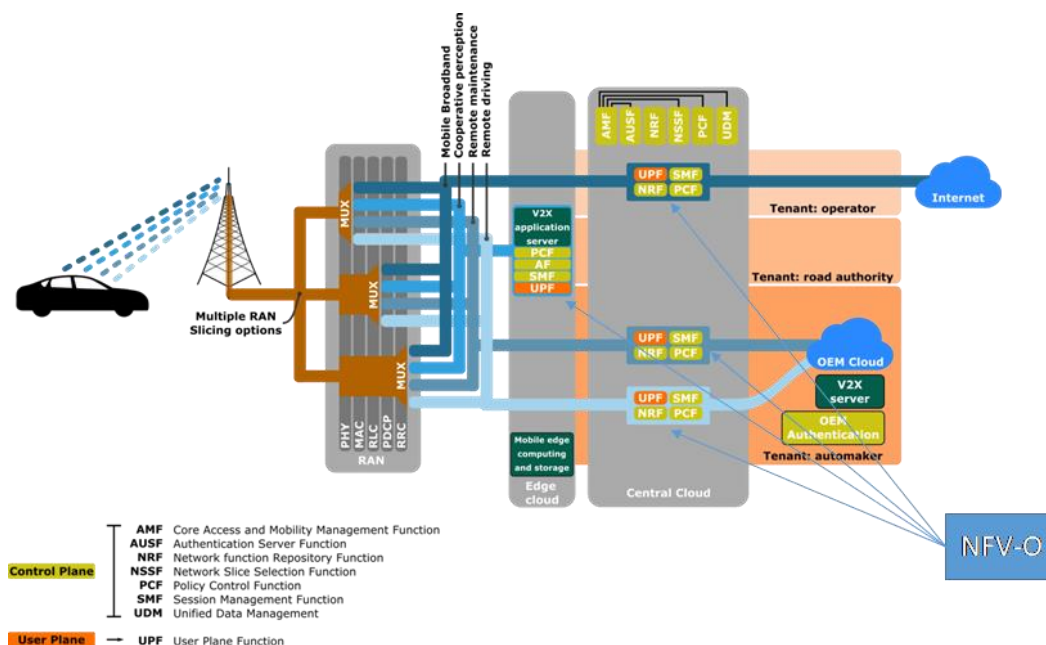 Mobile Broadband
Cooperative perception
Remote maintenance
Remote driving
AMF
AUSF
NRF
NSSF
PCF
UDM
UPF SMF
NRF PCF
Internet
Tenant: operator
MUX
V2X
application
server
PCF
AF
SMF
UPF
Tenant: road authority
MUX
Multiple RAN
Slicing options
UPF SMF
NRF PCF
OEM Cloud
MUX
V2X
server
UPF SMF
NRF PCF
OEM
Authentication
Tenant: automaker
PHY
MAC
RLC
PDCP
RRC
RAN
Mobile edge
computing
and storage
Edge
cloud
Central Cloud
NFV-O
Control Plane
AMF Core Access and Mobility Management Function
AUSF Authentication Server Function
NRF Network function Repository Function
NSSF Network Slice Selection Function
PCF Policy Control Function
SMF Session Management Function
UDM Unified Data Management
User Plane → UPF User Plane Function